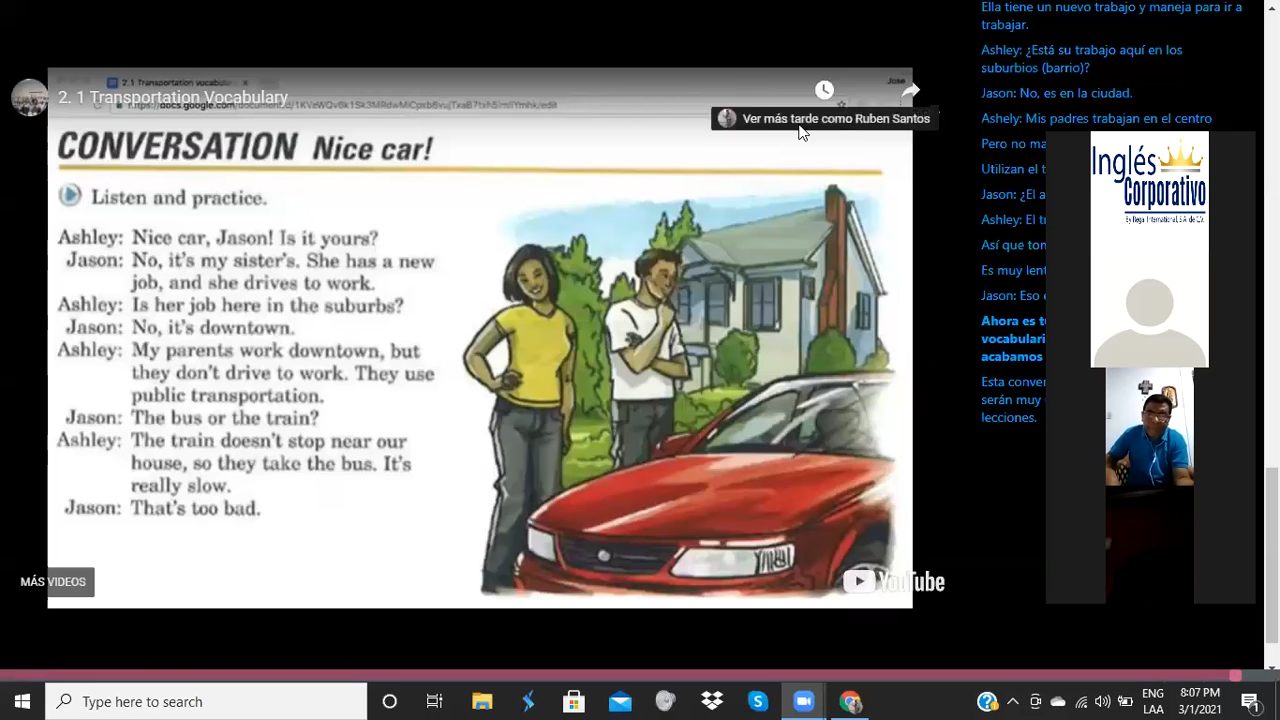 Ella tiene un nuevo trabajo y maneja para ir a
trabajar.
Ashley: ¿Está su trabajo aquí en los
suburbios (barrio)?
Jason: No, es en la ciudad.
Ashely: Mis padres trabajan en el centro
Pero no ma
Utilizan el t
Jason: ¿El a
Ashley: El t
Así que tom
Es muy lent
Jason: Eso e
Ahora es t
vocabulari
acabamos
Esta conver
serán muy
lecciones.
2. 1 Transportation Vocabulary
Jose
Ver más tarde como Ruben Santos
CONVERSATION Nice car!
Listen and practice.
Ashley: Nice car, Jason! Is it yours?
Jason: No, it's my sister's. She has a new
job, and she drives to work.
Ashley: Is her job here in the suburbs?
Jason: No, it's downtown.
Ashley: My parents work downtown, but
they don't drive to work. They use
public transportation.
Jason: The bus or the train?
Ashley: The train doesn't stop near our
house, so they take the bus. It's
really slow.
Jason: That's too bad.
MÁS VIDEOS
YouTube
Inglés
Corporativo
Type here to search
ENG
LAA
8:07 PM
3/1/2021
1